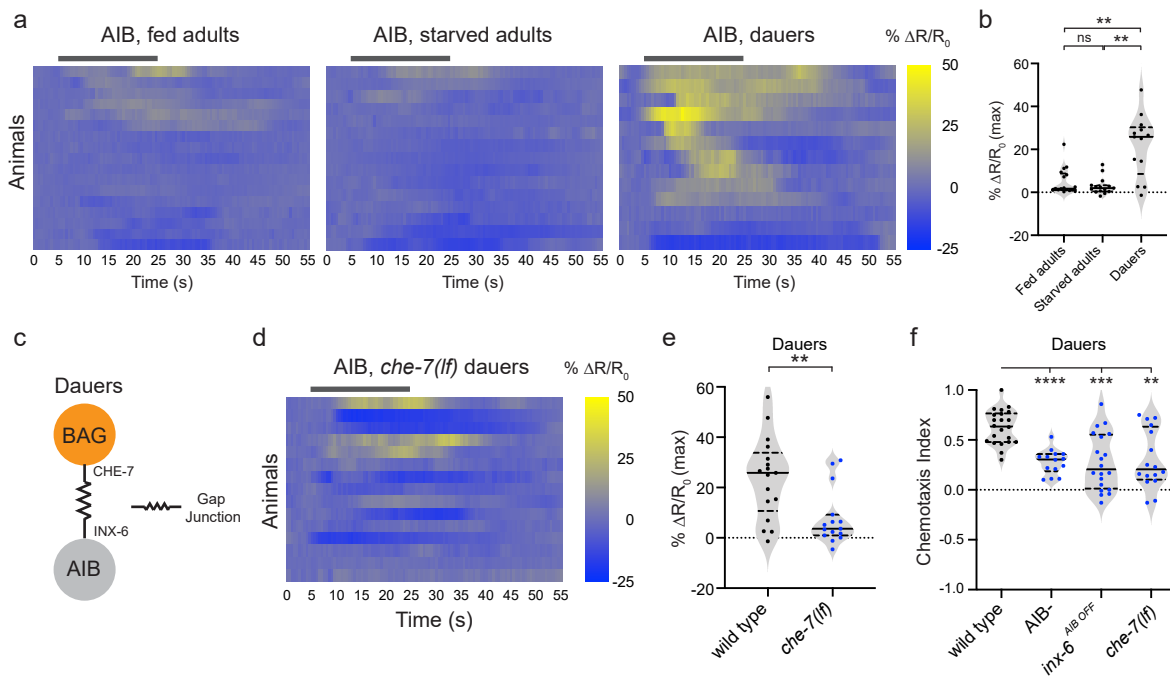 a
AIB, fed adults
AIB, starved adults
AIB, dauers
% ΔR/R0
50
25
0
-25
Animals
0 5 10 15 20 25 30 35 40 45 50 55
0 5 10 15 20 25 30 35 40 45 50 55
0 5 10 15 20 25 30 35 40 45 50 55
Time (s)
Time (s)
Time (s)
b
**
ns
**
60
40
20
0
-20
% ΔR/R0 (max)
Fed adults
Starved adults
Dauers
c
Dauers
BAG
CHE-7
Gap
Junction
INX-6
AIB
d
AIB, che-7(lf) dauers
% ΔR/R0
50
25
0
-25
Animals
0 5 10 15 20 25 30 35 40 45 50 55
Time (s)
e
Dauers
**
60
40
20
0
-20
% ΔR/R0 (max)
wild type
che-7(lf)
f
Dauers
**** *** **
1.0
0.5
0.0
-0.5
-1.0
Chemotaxis Index
wild type
AIB-
inx-6 AIB OFF
che-7(lf)